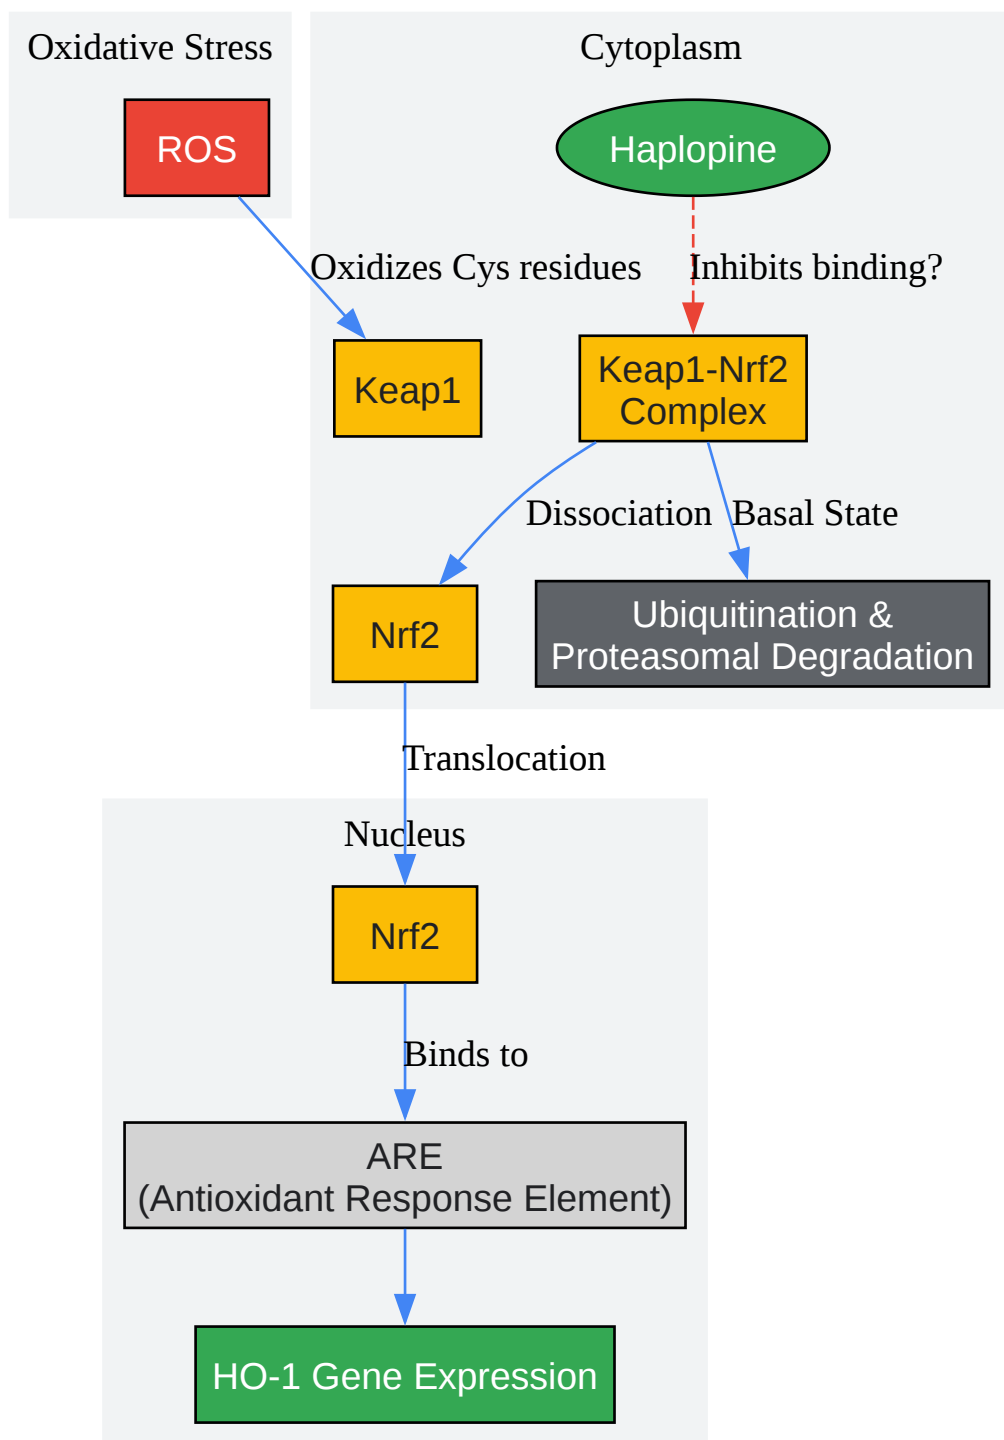 Oxidative Stress
Cytoplasm
ROS
Haplopine
Oxidizes Cys residues
Inhibits binding?
Keap1
Keap1-Nrf2
Complex
Dissociation
Basal State
Nrf2
Ubiquitination &
Proteasomal Degradation
Translocation
Nucleus
Nrf2
Binds to
ARE
(Antioxidant Response Element)
HO-1 Gene Expression